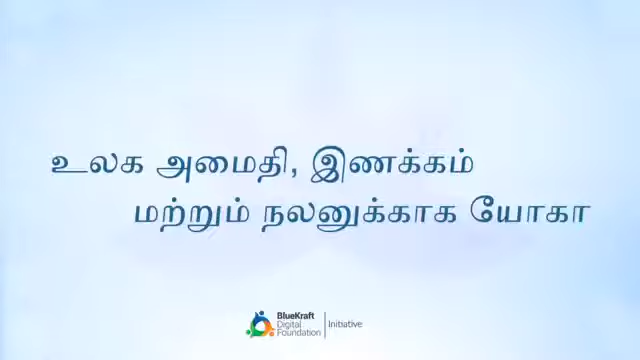 உலக அமைதி, இணக்கம்
மற்றும் நலனுக்காக யோகா
BlueKraft
Digital
Foundation
Initiative